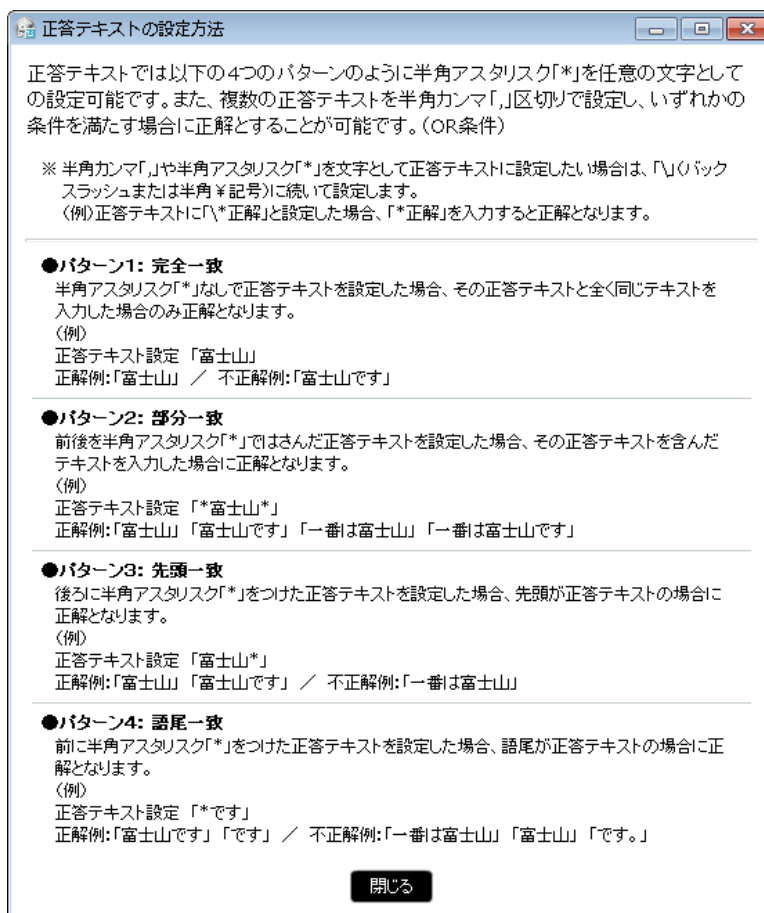 正答テキストの設定方法
正答テキストでは以下の4つのパターンのように半角アスタリスク「*」を任意の文字として
の設定可能です。また、複数の正答テキストを半角カンマ「,」区切りで設定し、いずれかの
条件を満たす場合に正解とすることが可能です。(OR条件)
※ 半角カンマ「,」や半角アスタリスク「*」を文字として正答テキストに設定したい場合は、「\」(バック
スラッシュまたは半角￥記号)に続いて設定します。
(例)正答テキストに「\*正解」と設定した場合、「*正解」を入力すると正解となります。
●パターン1: 完全一致
半角アスタリスク「*」なしで正答テキストを設定した場合、その正答テキストと全く同じテキストを
入力した場合のみ正解となります。
(例)
正答テキスト設定 「富士山」
正解例:「富士山」 ／ 不正解例:「富士山です」
●パターン2: 部分一致
前後を半角アスタリスク「*」ではさんだ正答テキストを設定した場合、その正答テキストを含んだ
テキストを入力した場合に正解となります。
(例)
正答テキスト設定 「*富士山*」
正解例:「富士山」「富士山です」「一番は富士山」「一番は富士山です」
●パターン3: 先頭一致
後ろに半角アスタリスク「*」をつけた正答テキストを設定した場合、先頭が正答テキストの場合に
正解となります。
(例)
正答テキスト設定 「富士山*」
正解例:「富士山」「富士山です」 ／ 不正解例:「一番は富士山」
●パターン4: 語尾一致
前に半角アスタリスク「*」をつけた正答テキストを設定した場合、語尾が正答テキストの場合に正
解となります。
(例)
正答テキスト設定 「*です」
正解例:「富士山です」「です」 ／ 不正解例:「一番は富士山」「富士山」「です。」
閉じる